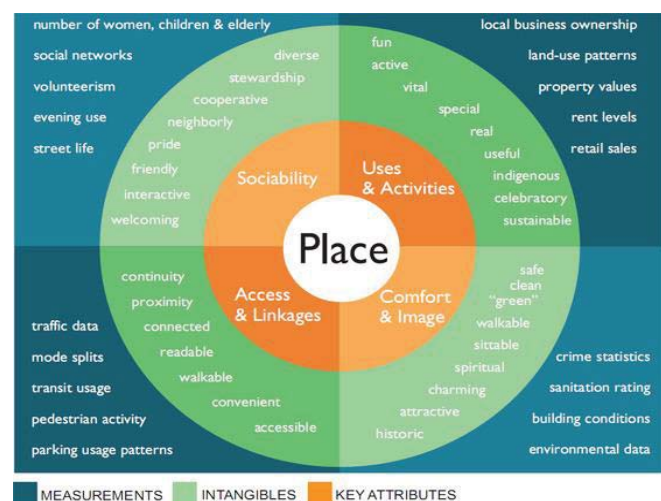 number of women, children & elderly
social networks
volunteerism
evening use
street life
diverse
stewardship
cooperative
neighborly
pride
friendly
interactive
welcoming
Sociability
fun
active
vital
special
real
useful
indigenous
celebratory
sustainable
Uses
& Activities
local business ownership
land-use patterns
property values
rent levels
retail sales
Place
continuity
proximity
connected
readable
walkable
convenient
accessible
Access
& Linkages
traffic data
mode splits
transit usage
pedestrian activity
parking usage patterns
Comfort
& Image
safe
clean
"green"
walkable
sittable
spiritual
charming
attractive
historic
crime statistics
sanitation rating
building conditions
environmental data
MEASUREMENTS INTANGIBLES KEY ATTRIBUTES